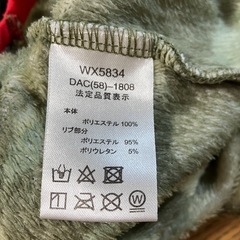 WX5834
DAC(58)-1808
法定品質表示
本体
ポリエステル 100%
リブ部分
ポリエステル 95%
ポリウレタン 5%